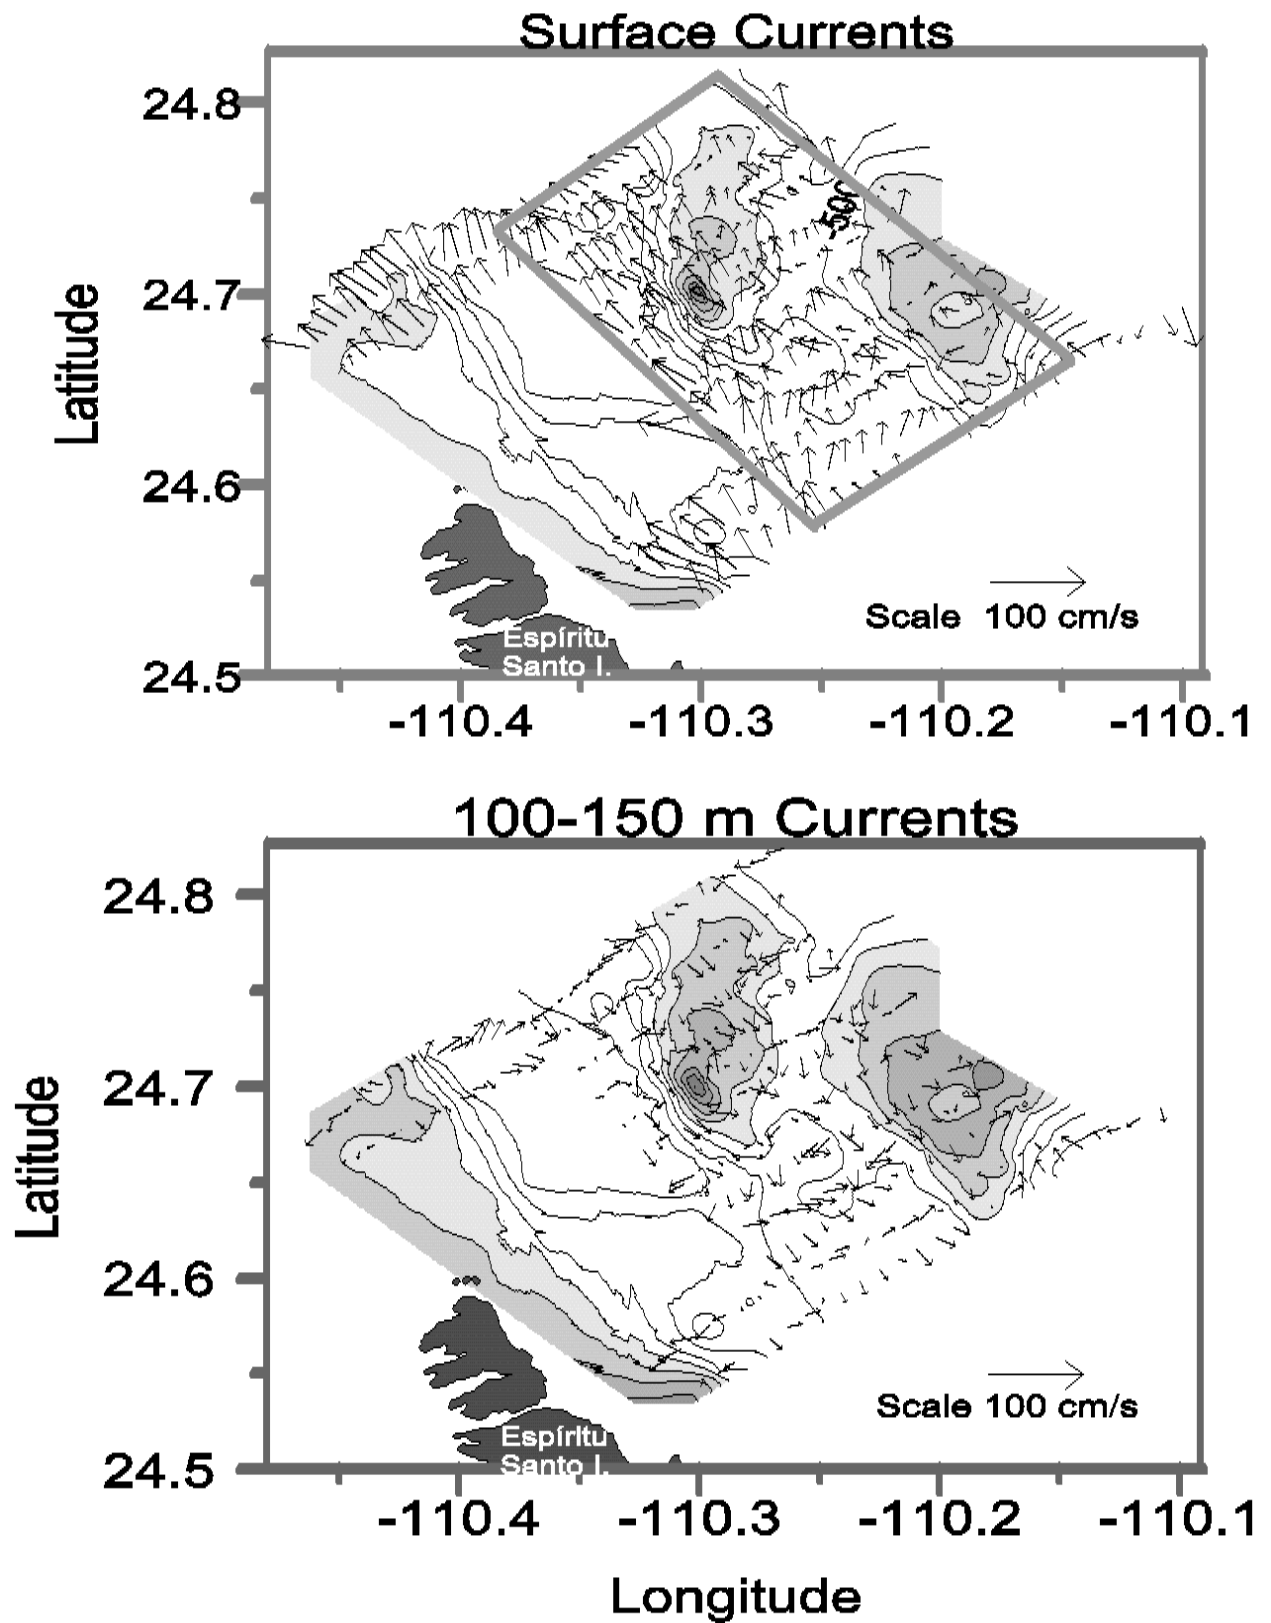 Surface Currents
24.8
24.7
24.6
24.5
Latitude
-500
Scale 100 cm/s
Espíritu
Santo I.
-110.4
-110.3
-110.2
-110.1
100-150 m Currents
24.8
24.7
24.6
24.5
Latitude
Scale 100 cm/s
Espíritu
Santo I.
-110.4
-110.3
-110.2
-110.1
Longitude